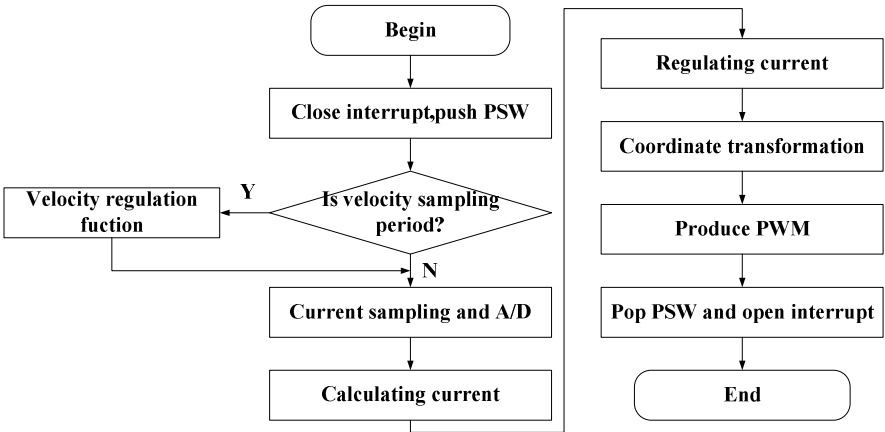 Begin
Close interrupt,push PSW
Is velocity sampling
period?
Y
Velocity regulation
fuction
N
Current sampling and A/D
Calculating current
Regulating current
Coordinate transformation
Produce PWM
Pop PSW and open interrupt
End